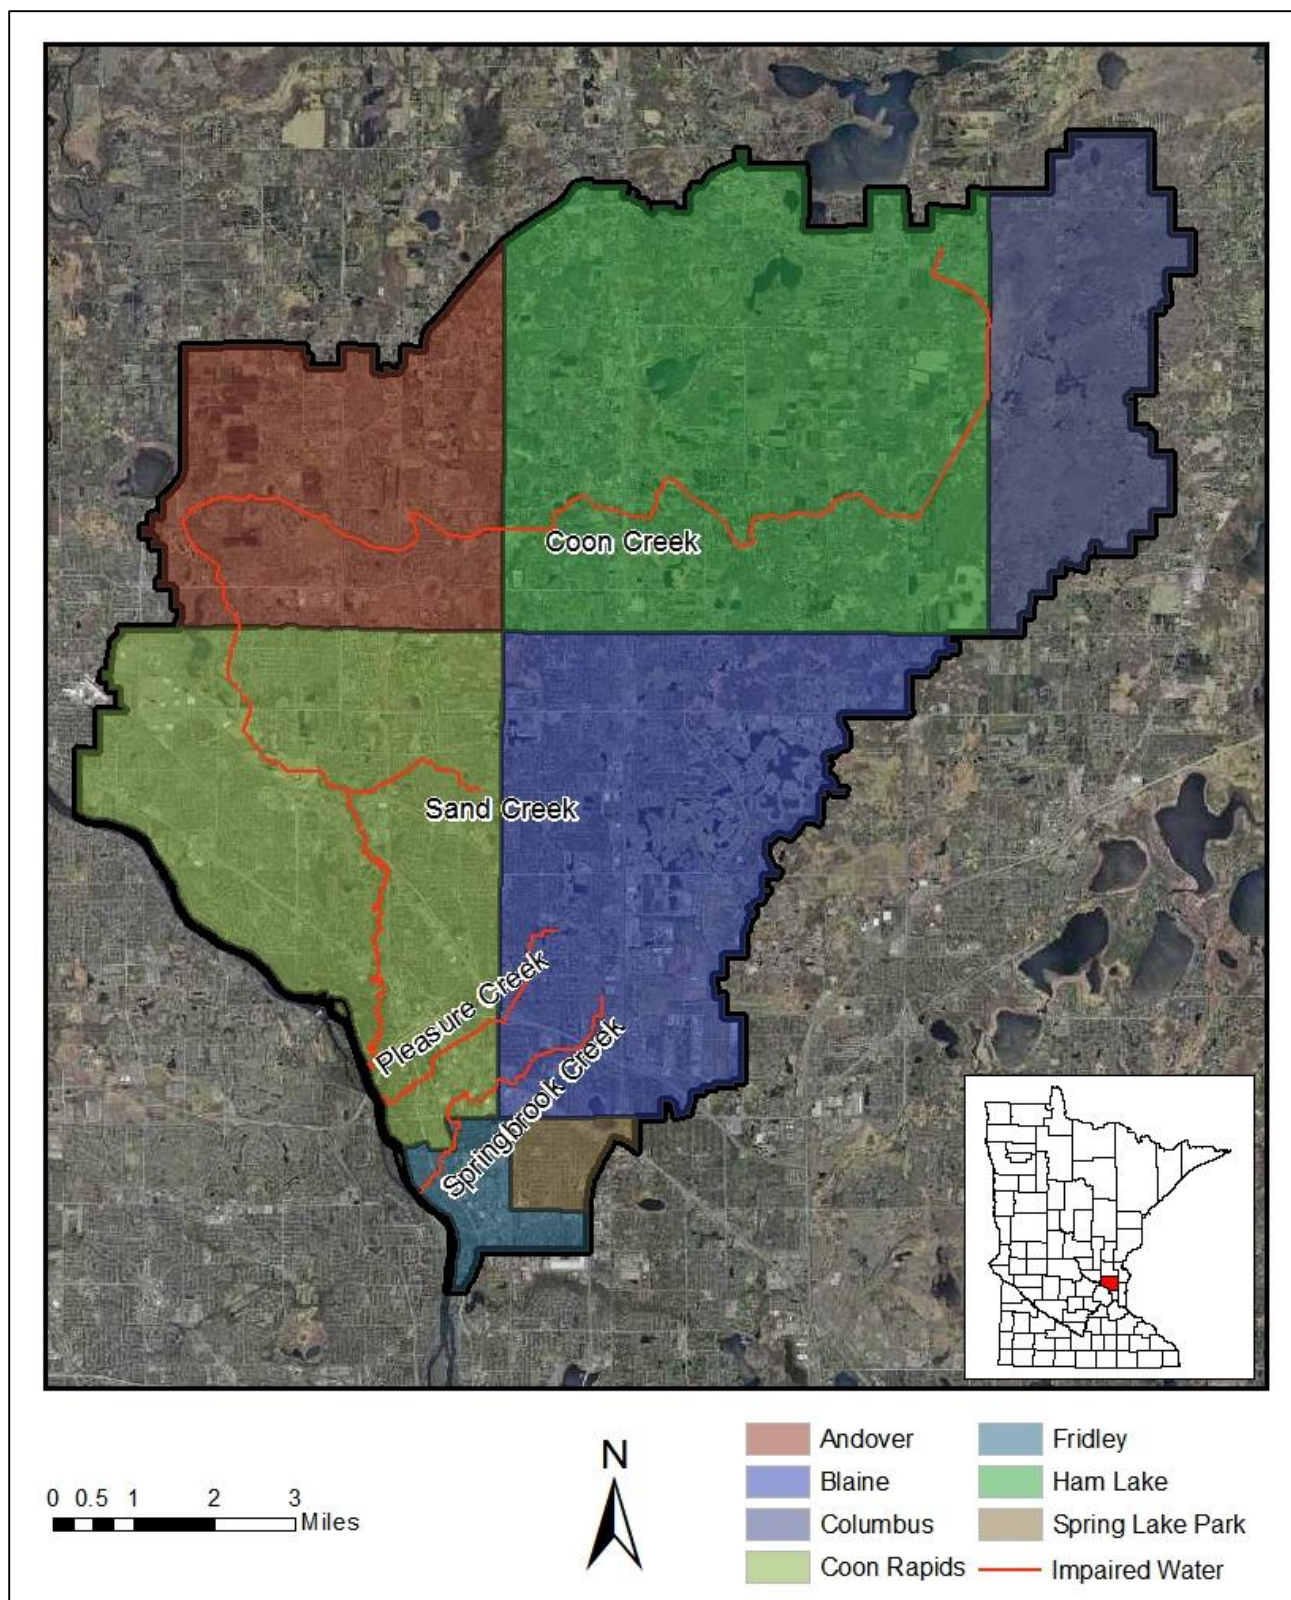 Coon Creek
Sand Creek
Pleasure Creek
Springbrook Creek
N
0 0.5 1 2 3
Miles
Andover
Blaine
Columbus
Coon Rapids
Fridley
Ham Lake
Spring Lake Park
Impaired Water